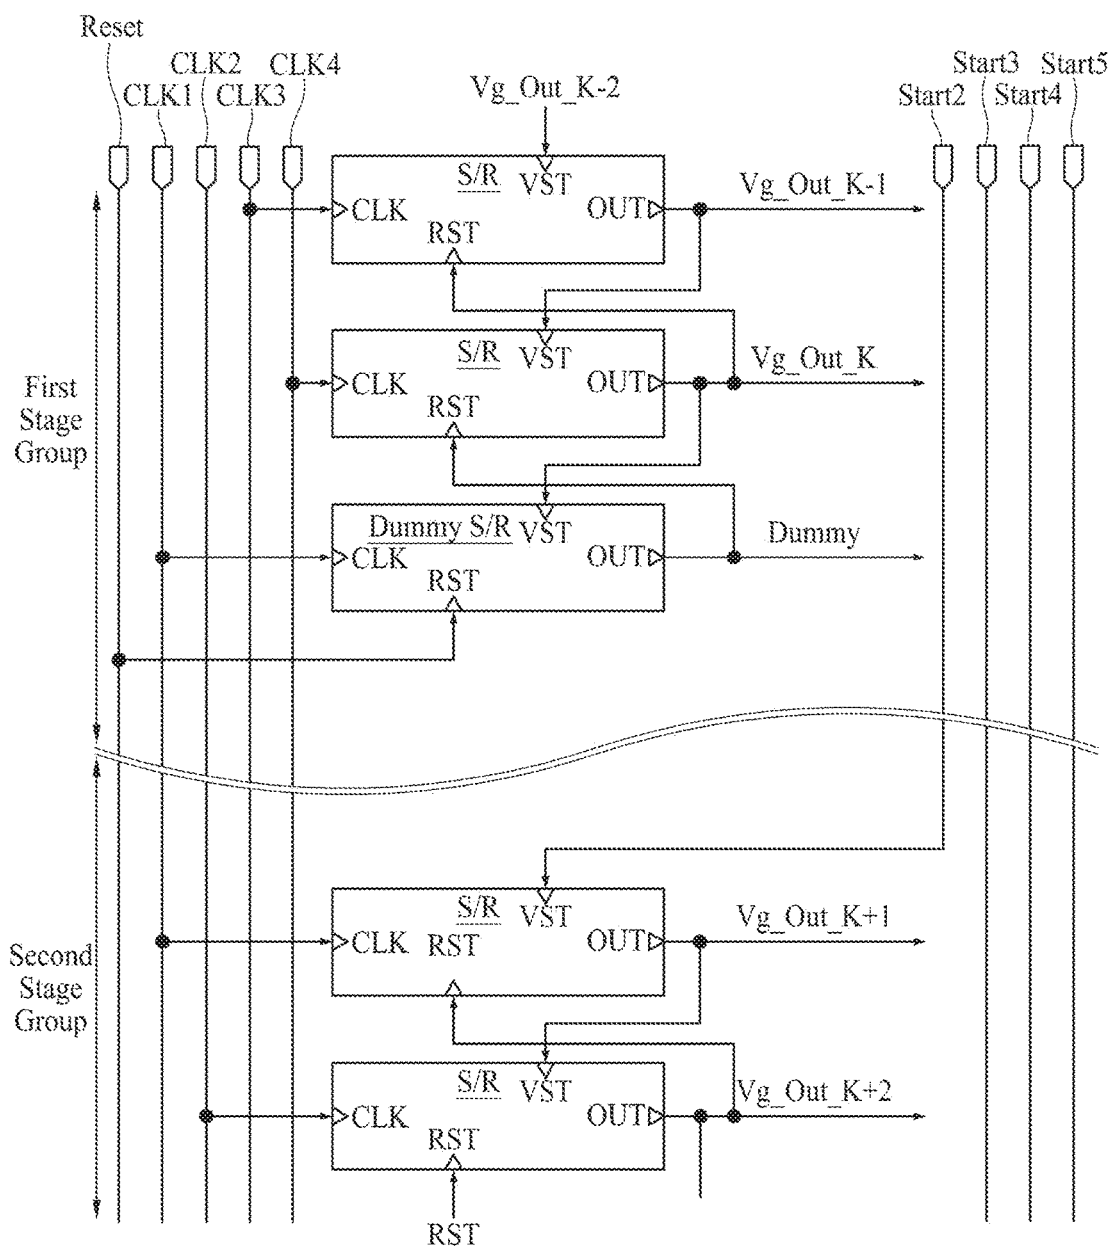 Reset
CLK2 CLK4
CLK1 CLK3
Vg_Out_K-2
Start3 Start5
Start2 Start4
S/R VST
CLK OUT
RST
Vg_Out_K-1
S/R VST
CLK OUT
RST
Vg_Out_K
First
Stage
Group
Dummy S/R VST
CLK OUT
RST
Dummy
S/R VST
CLK RST OUT
Vg_Out_K+1
Second
Stage
Group
S/R VST
CLK OUT
RST
Vg_Out_K+2
RST